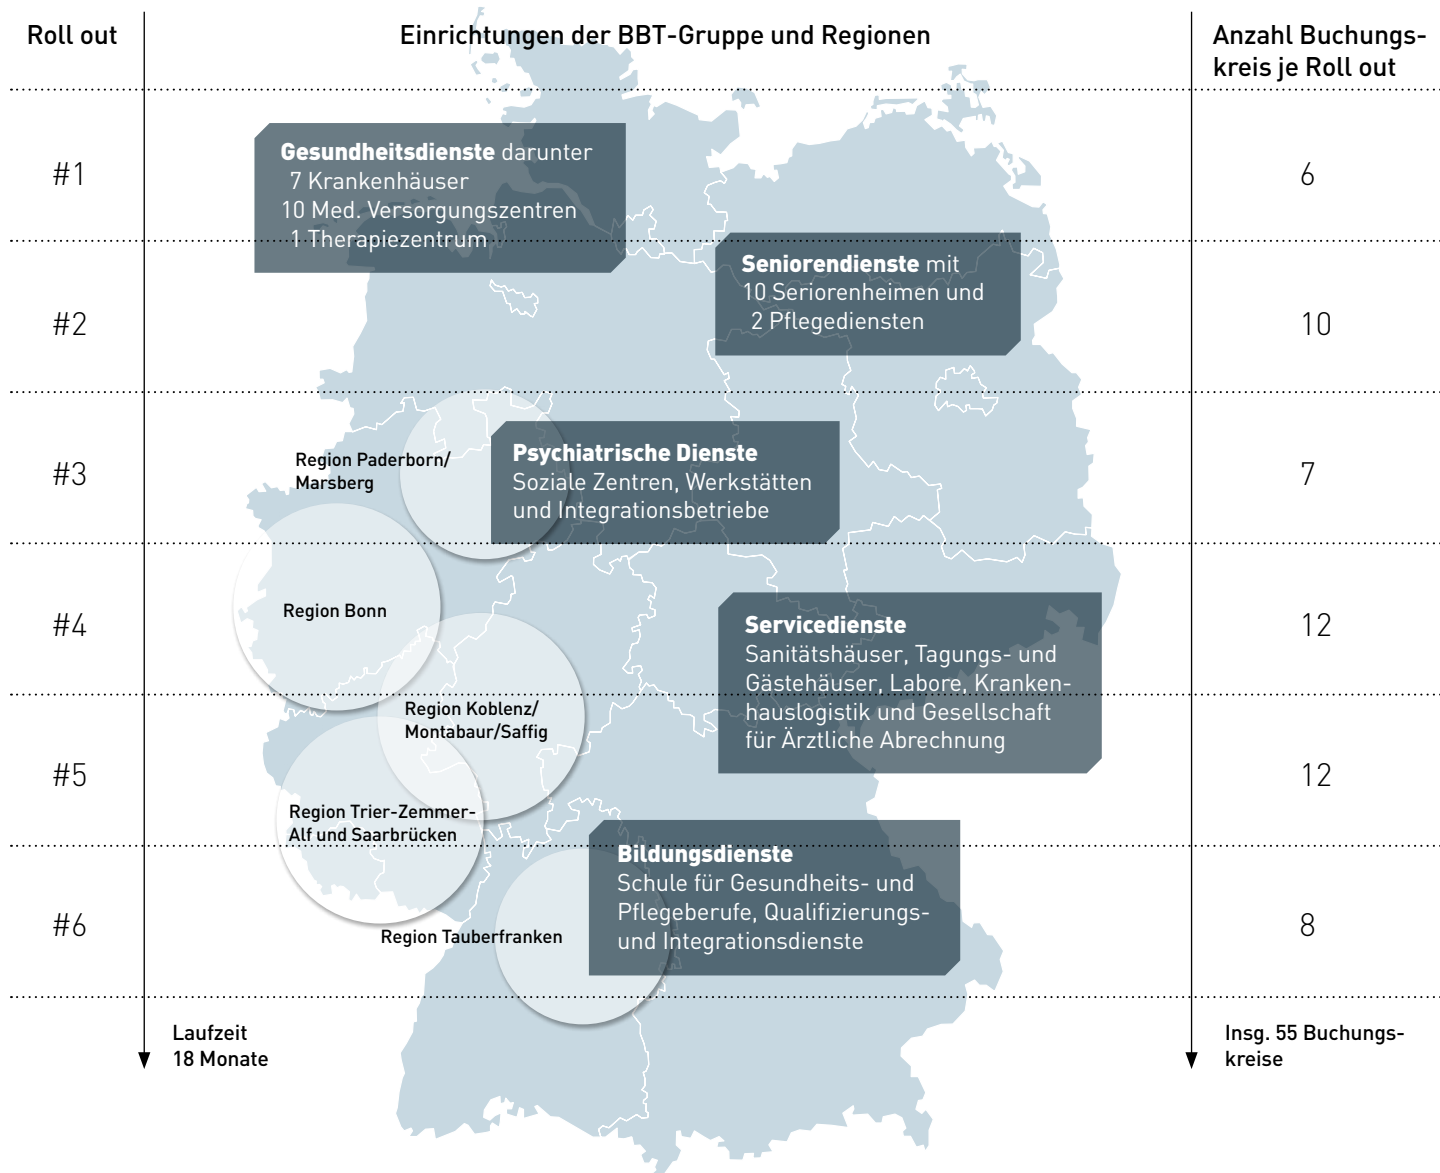 Roll out
Einrichtungen der BBT-Gruppe und Regionen
Anzahl Buchungs-
kreis je Roll out
#1
Gesundheitsdienste darunter
7 Krankenhäuser
10 Med. Versorgungszentren
1 Therapiezentrum
6
#2
Seniorendienste mit
10 Seriorenheimen und
2 Pflegediensten
10
#3
Region Paderborn/
Marsberg
Psychiatrische Dienste
Soziale Zentren, Werkstätten
und Integrationsbetriebe
7
#4
Region Bonn
Servicedienste
Sanitätshäuser, Tagungs- und
Gästehäuser, Labore, Kranken-
hauslogistik und Gesellschaft
für Ärztliche Abrechnung
12
Region Koblenz/
Montabaur/Saffig
#5
Region Trier-Zemmer-
Alf und Saarbrücken
12
#6
Region Tauberfranken
Bildungsdienste
Schule für Gesundheits- und
Pflegeberufe, Qualifizierungs-
und Integrationsdienste
8
Laufzeit
18 Monate
Insg. 55 Buchungs-
kreise